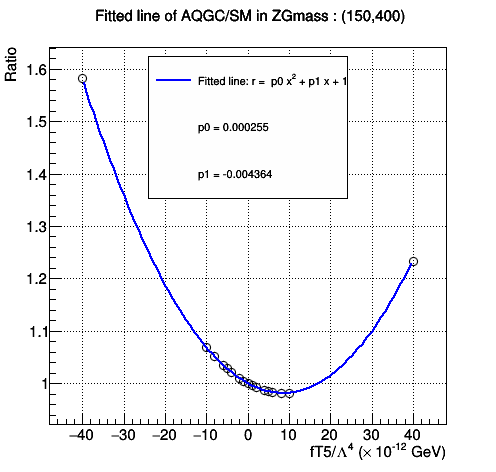 Fitted line of AQGC/SM in ZGmass : (150,400)
Ratio
Fitted line: r = p0 x² + p1 x + 1
p0 = 0.000255
p1 = -0.004364
1.6
1.5
1.4
1.3
1.2
1.1
1
−40 −30 −20 −10 0 10 20 30 40
fT5/Λ⁴ (× 10⁻¹² GeV)